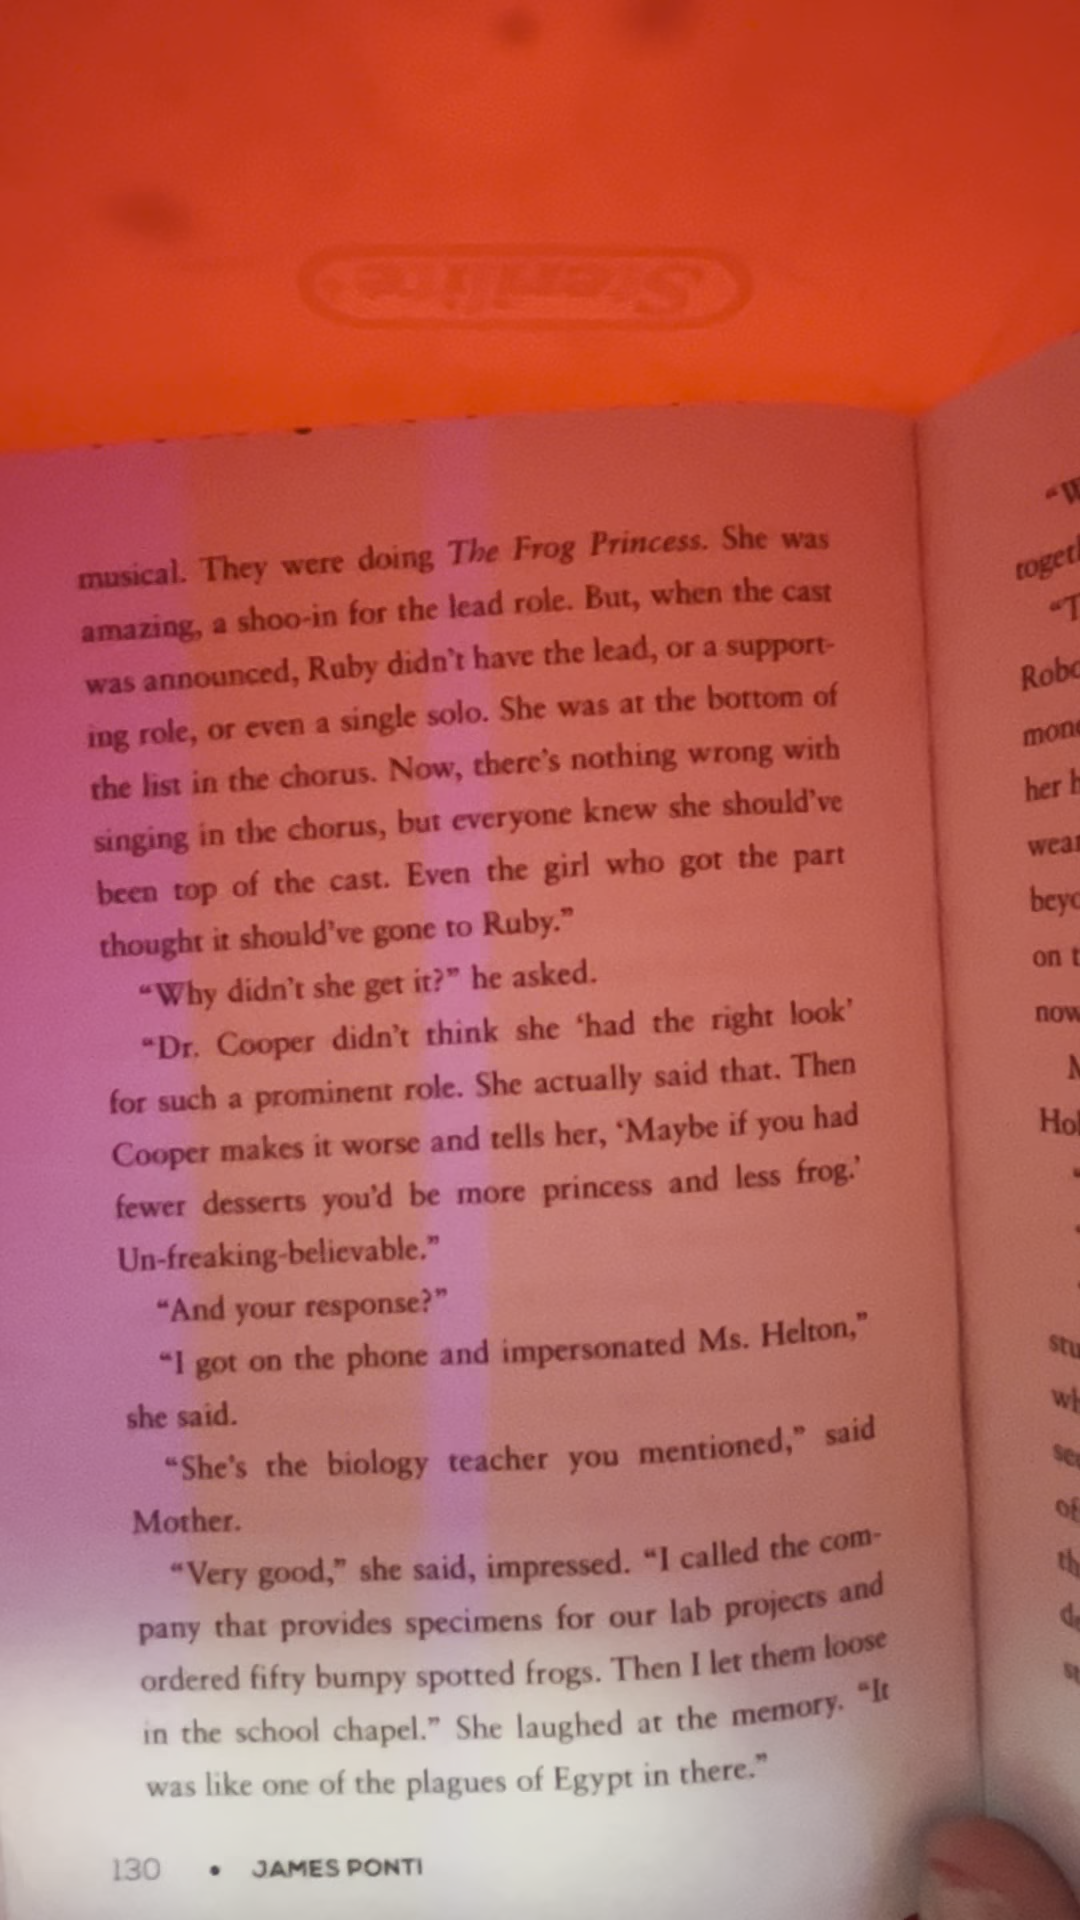 Sterilite
musical. They were doing The Frog Princess. She was
amazing, a shoo-in for the lead role. But, when the cast
was announced, Ruby didn't have the lead, or a support-
ing role, or even a single solo. She was at the bottom of
the list in the chorus. Now, there's nothing wrong with
singing in the chorus, but everyone knew she should've
been top of the cast. Even the girl who got the part
thought it should've gone to Ruby.”
“Why didn't she get it?” he asked.
“Dr. Cooper didn't think she ‘had the right look’
for such a prominent role. She actually said that. Then
Cooper makes it worse and tells her, ‘Maybe if you had
fewer desserts you'd be more princess and less frog.’
Un-freaking-believable.”
“And your response?”
“I got on the phone and impersonated Ms. Helton,”
she said.
“She's the biology teacher you mentioned,” said
Mother.
“Very good,” she said, impressed. “I called the com-
pany that provides specimens for our lab projects and
ordered fifty bumpy spotted frogs. Then I let them loose
in the school chapel.” She laughed at the memory. “It
was like one of the plagues of Egypt in there.”
130 • JAMES PONTI
her
on
now